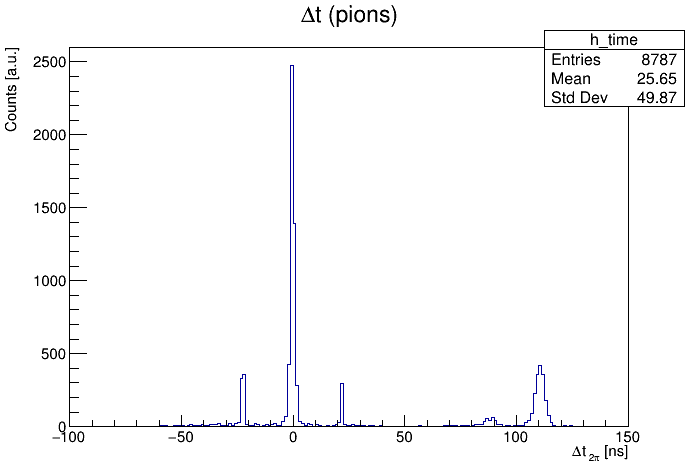 Δt (pions)
h_time
Entries 8787
Mean 25.65
Std Dev 49.87
Counts [a.u.]
2500
2000
1500
1000
500
0
−100 −50 0 50 100 150
Δt 2π [ns]